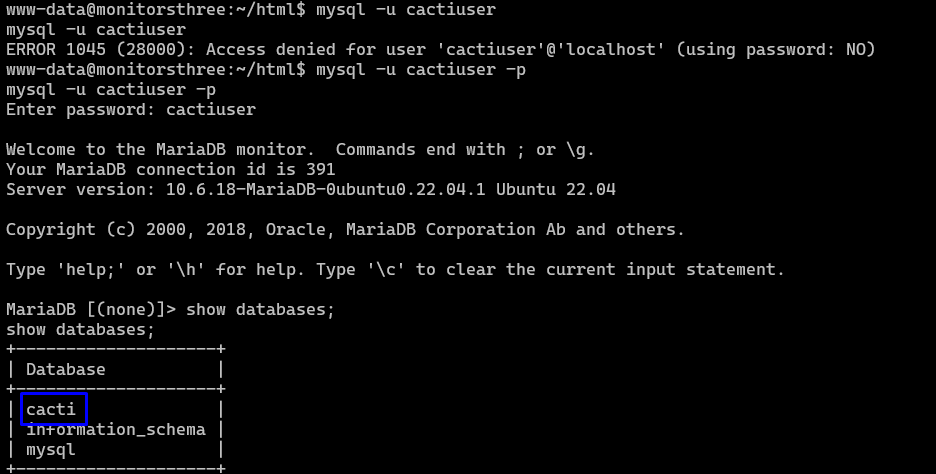 www-data@monitorsthree:~/html$ mysql -u cactiuser
mysql -u cactiuser
ERROR 1045 (28000): Access denied for user 'cactiuser'@'localhost' (using password: NO)
www-data@monitorsthree:~/html$ mysql -u cactiuser -p
mysql -u cactiuser -p
Enter password: cactiuser
Welcome to the MariaDB monitor.  Commands end with ; or \g.
Your MariaDB connection id is 391
Server version: 10.6.18-MariaDB-0ubuntu0.22.04.1 Ubuntu 22.04
Copyright (c) 2000, 2018, Oracle, MariaDB Corporation Ab and others.
Type 'help;' or '\h' for help. Type '\c' to clear the current input statement.
MariaDB [(none)]> show databases;
show databases;
+--------------------+
| Database           |
+--------------------+
| cacti              |
| information_schema |
| mysql              |
+--------------------+